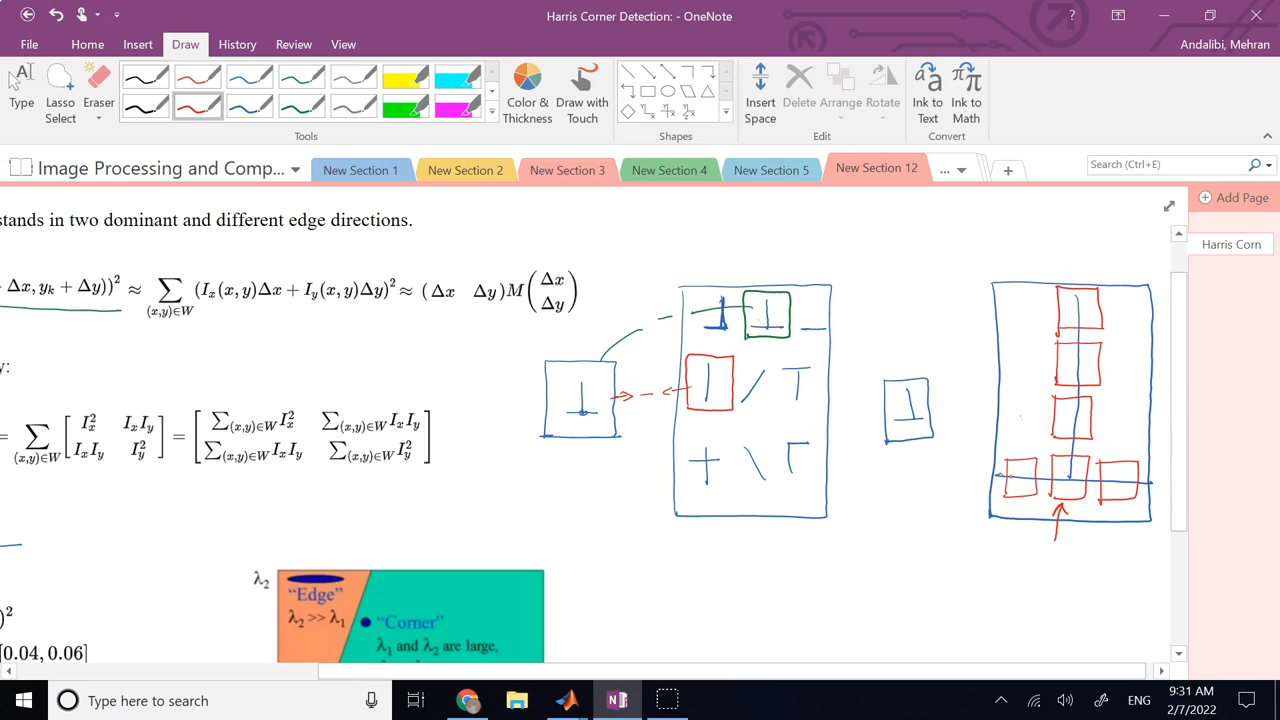 Harris Corner Detection: - OneNote
?
File Home Insert Draw History Review View
Andalibi, Mehran
Type
Lasso Select
Eraser
Color & Thickness
Draw with Touch
Insert Space
Delete
Arrange
Rotate
Ink to Text
Ink to Math
Tools
Shapes
Edit
Convert
Image Processing and Comp...
New Section 1
New Section 2
New Section 3
New Section 4
New Section 5
New Section 12
...
Search (Ctrl+E)
Add Page
Harris Corn
stands in two dominant and different edge directions.
Δx, y_k + Δy))² ≈ ∑_{(x,y)∈W} (I_x(x, y)Δx + I_y(x, y)Δy)² ≈ (Δx Δy)M(Δx Δy)
y:
= ∑_{(x,y)∈W} [I_x² I_xI_y I_xI_y I_y²] = [∑_{(x,y)∈W} I_x² ∑_{(x,y)∈W} I_xI_y ∑_{(x,y)∈W} I_xI_y ∑_{(x,y)∈W} I_y²]
)²
[0.04, 0.06]
λ₂
"Edge"
λ₂ >> λ₁
"Corner"
λ₁ and λ₂ are large,
Type here to search
ENG
9:31 AM
2/7/2022